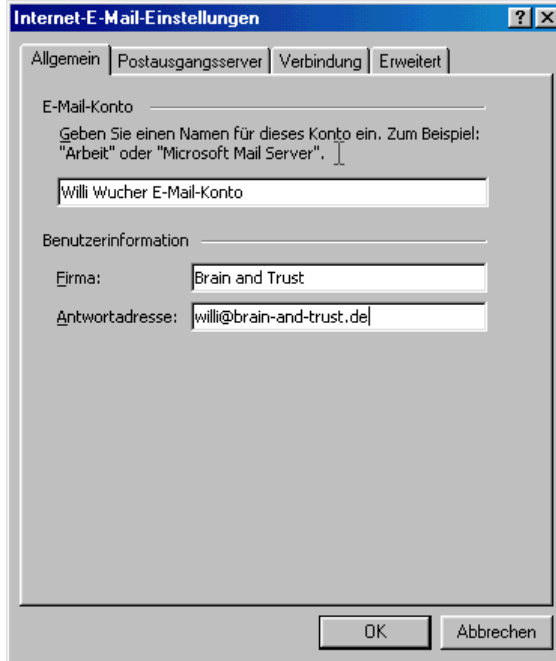 Internet-E-Mail-Einstellungen
Allgemein Postausgangsserver Verbindung Erweitert
E-Mail-Konto
Geben Sie einen Namen für dieses Konto ein. Zum Beispiel:
"Arbeit" oder "Microsoft Mail Server".
Willi Wucher E-Mail-Konto
Benutzerinformation
Firma: Brain and Trust
Antwortadresse: willi@brain-and-trust.de
OK Abbrechen